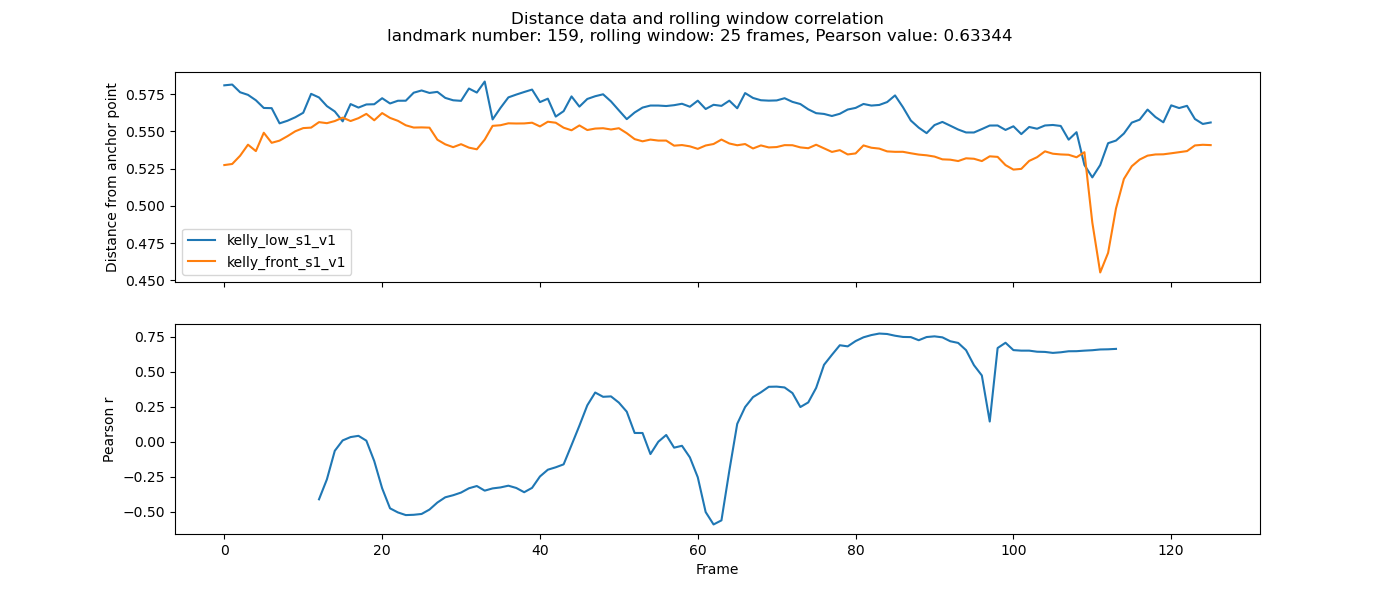 Distance data and rolling window correlation
landmark number: 159, rolling window: 25 frames, Pearson value: 0.63344
Distance from anchor point
0.575
0.550
0.525
0.500
0.475
0.450
kelly_low_s1_v1
kelly_front_s1_v1
Pearson r
0.75
0.50
0.25
0.00
−0.25
−0.50
0 20 40 60 80 100 120
Frame